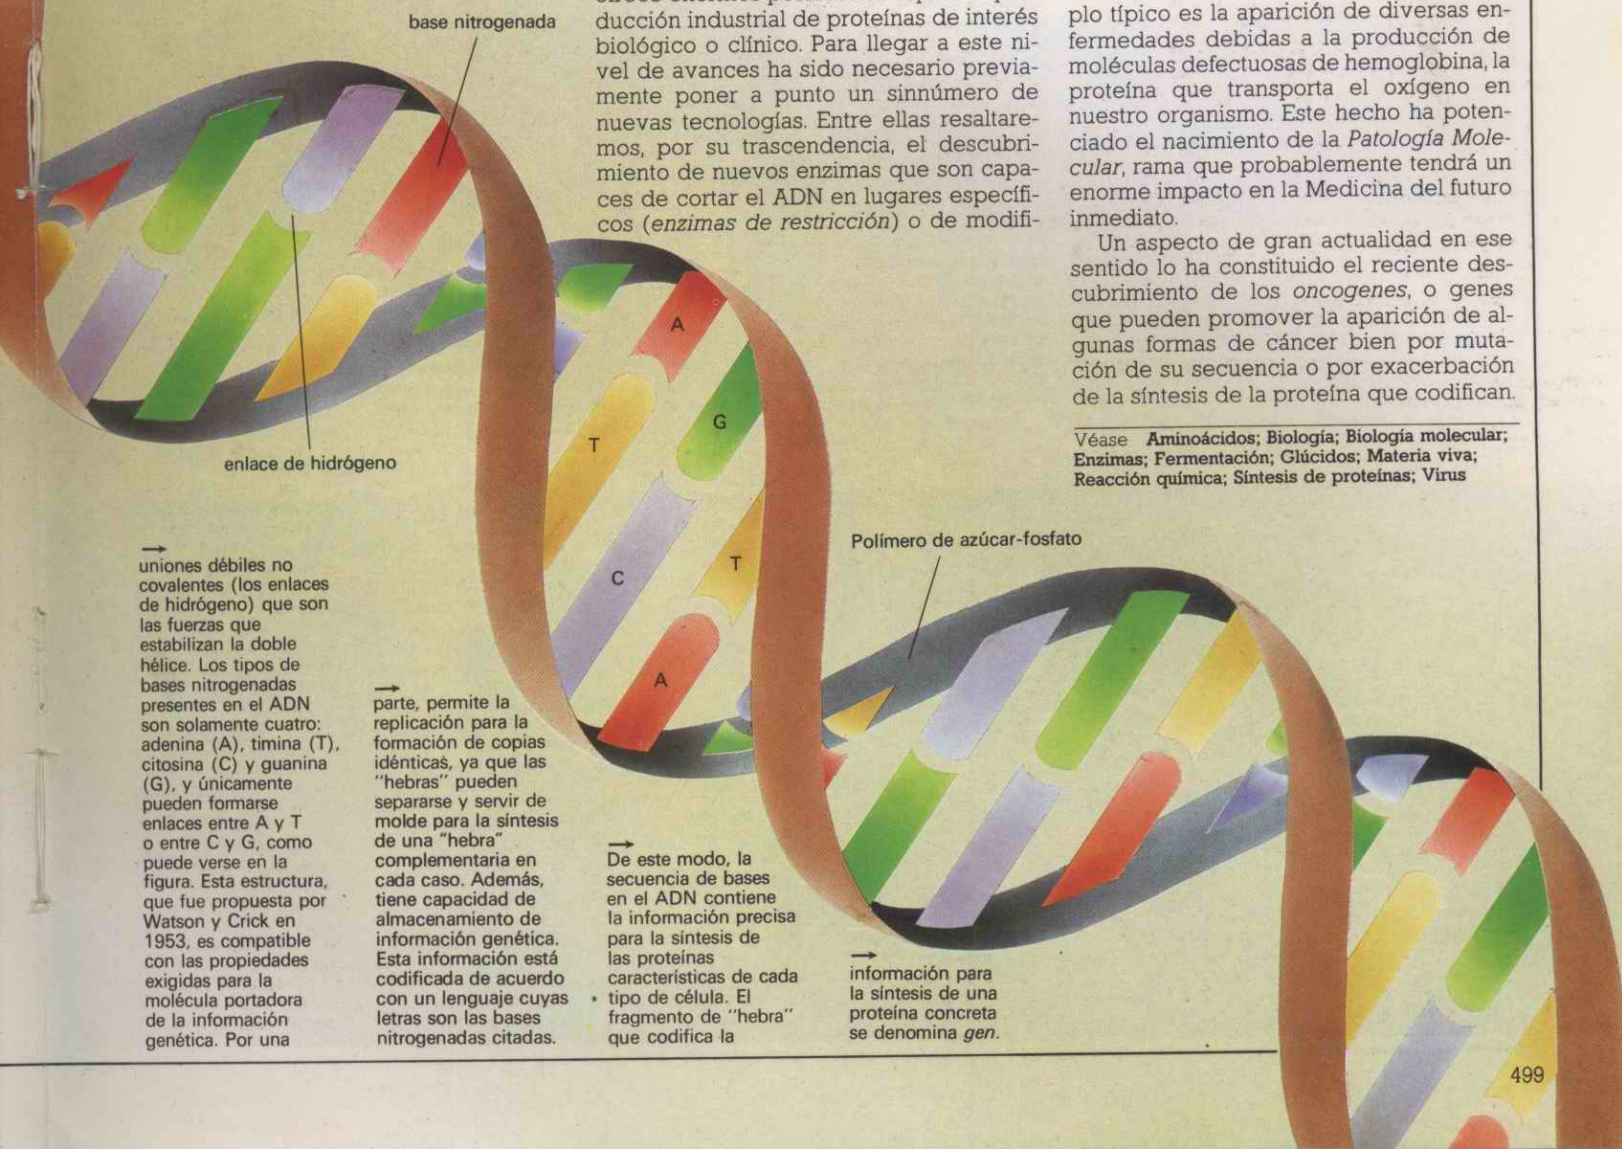 base nitrogenada
ducción industrial de proteínas de interés
biológico o clínico. Para llegar a este ni-
vel de avances ha sido necesario previa-
mente poner a punto un sinnúmero de
nuevas tecnologías. Entre ellas resaltare-
mos, por su trascendencia, el descubri-
miento de nuevos enzimas que son capa-
ces de cortar el ADN en lugares específi-
cos (enzimas de restricción) o de modifi-
plo típico es la aparición de diversas en-
fermedades debidas a la producción de
moléculas defectuosas de hemoglobina, la
proteína que transporta el oxígeno en
nuestro organismo. Este hecho ha poten-
ciado el nacimiento de la Patología Mole-
cular, rama que probablemente tendrá un
enorme impacto en la Medicina del futuro
inmediato.
Un aspecto de gran actualidad en ese
sentido lo ha constituido el reciente des-
cubrimiento de los oncogenes, o genes
que pueden promover la aparición de al-
gunas formas de cáncer bien por muta-
ción de su secuencia o por exacerbación
de la síntesis de la proteína que codifican.
Véase Aminoácidos; Biología; Biología molecular;
Enzimas; Fermentación; Glúcidos; Materia viva;
Reacción química; Síntesis de proteínas; Virus
A
G
T
C
T
A
enlace de hidrógeno
Polímero de azúcar-fosfato
→
uniones débiles no
covalentes (los enlaces
de hidrógeno) que son
las fuerzas que
estabilizan la doble
hélice. Los tipos de
bases nitrogenadas
presentes en el ADN
son solamente cuatro:
adenina (A), timina (T),
citosina (C) y guanina
(G), y únicamente
pueden formarse
enlaces entre A y T
o entre C y G, como
puede verse en la
figura. Esta estructura,
que fue propuesta por
Watson y Crick en
1953, es compatible
con las propiedades
exigidas para la
molécula portadora
de la información
genética. Por una
→
parte, permite la
replicación para la
formación de copias
idénticas, ya que las
"hebras" pueden
separarse y servir de
molde para la síntesis
de una "hebra"
complementaria en
cada caso. Además,
tiene capacidad de
almacenamiento de
información genética.
Esta información está
codificada de acuerdo
con un lenguaje cuyas
letras son las bases
nitrogenadas citadas.
→
De este modo, la
secuencia de bases
en el ADN contiene
la información precisa
para la síntesis de
las proteínas
características de cada
tipo de célula. El
fragmento de "hebra"
que codifica la
→
información para
la síntesis de una
proteína concreta
se denomina gen.
499